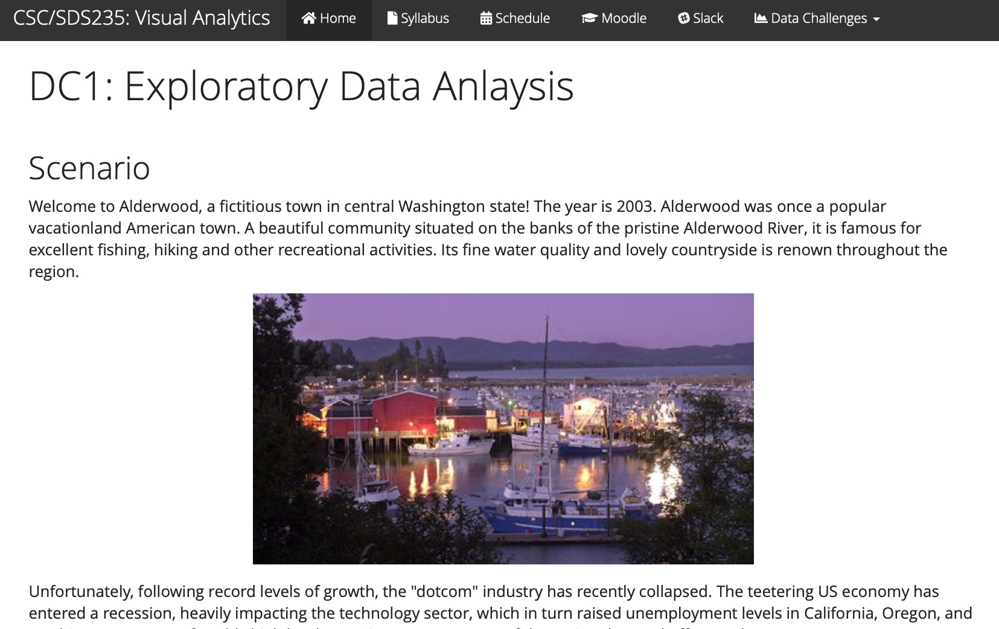 CSC/SDS235: Visual Analytics Home Syllabus Schedule Moodle Slack Data Challenges
DC1: Exploratory Data Anlaysis
Scenario
Welcome to Alderwood, a fictitious town in central Washington state! The year is 2003. Alderwood was once a popular
vacationland American town. A beautiful community situated on the banks of the pristine Alderwood River, it is famous for
excellent fishing, hiking and other recreational activities. Its fine water quality and lovely countryside is renown throughout the
region.
Unfortunately, following record levels of growth, the "dotcom" industry has recently collapsed. The teetering US economy has
entered a recession, heavily impacting the technology sector, which in turn raised unemployment levels in California, Oregon, and